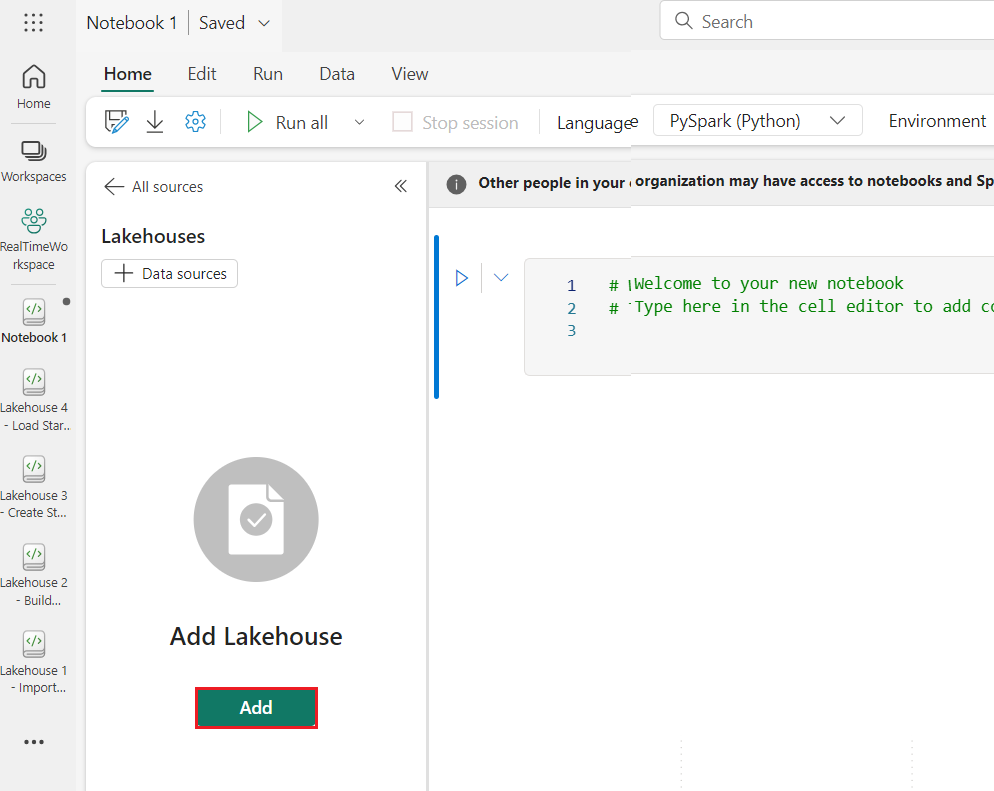 Notebook 1 | Saved
Search
Home
Edit
Run
Data
View
Run all
Stop session
Language
PySpark (Python)
Environment
Home
Workspaces
RealTimeWo
rkspace
Notebook 1
Lakehouse 4
- Load Star...
Lakehouse 3
- Create St...
Lakehouse 2
- Build...
Lakehouse 1
- Import...
All sources
Lakehouses
Data sources
Add Lakehouse
Add
Other people in your organization may have access to notebooks and Sp
1 # Welcome to your new notebook
2 # Type here in the cell editor to add co
3